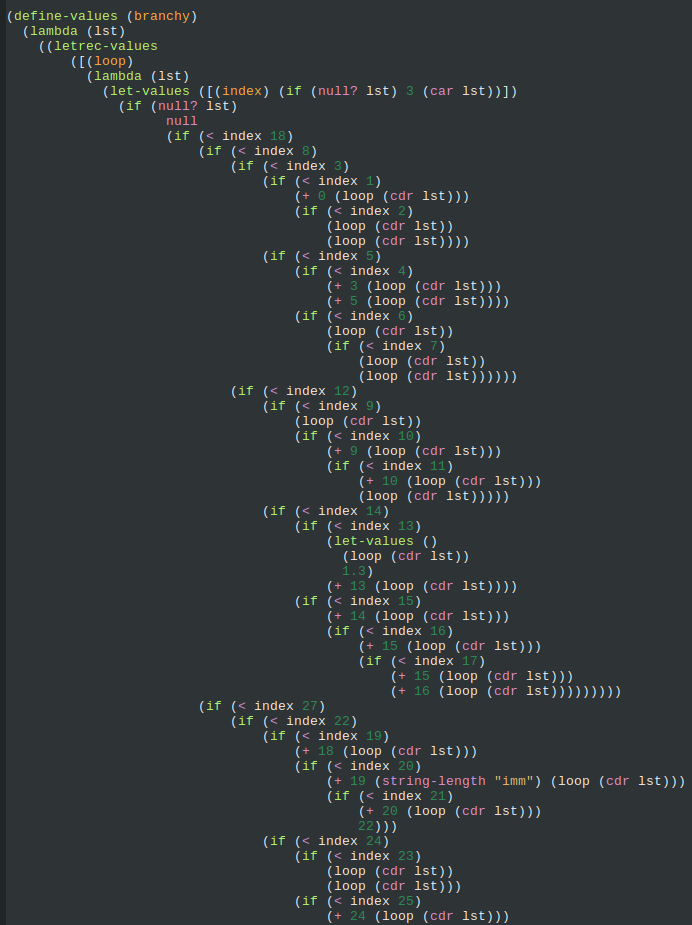 (define-values (branchy)
  (lambda (lst)
    ((letrec-values
        ([(loop)
          (lambda (lst)
            (let-values ([(index) (if (null? lst) 3 (car lst))])
              (if (null? lst)
                    null
                    (if (< index 18)
                        (if (< index 8)
                            (if (< index 3)
                                (if (< index 1)
                                    (+ 0 (loop (cdr lst)))
                                    (if (< index 2)
                                        (loop (cdr lst))
                                        (loop (cdr lst))))
                                (if (< index 5)
                                    (if (< index 4)
                                        (+ 3 (loop (cdr lst)))
                                        (+ 5 (loop (cdr lst))))
                                    (if (< index 6)
                                        (loop (cdr lst))
                                        (if (< index 7)
                                            (loop (cdr lst))
                                            (loop (cdr lst))))))
                            (if (< index 12)
                                (if (< index 9)
                                    (loop (cdr lst))
                                    (if (< index 10)
                                        (+ 9 (loop (cdr lst)))
                                        (if (< index 11)
                                            (+ 10 (loop (cdr lst)))
                                            (loop (cdr lst)))))
                                (if (< index 14)
                                    (if (< index 13)
                                        (let-values ()
                                          (loop (cdr lst))
                                          1.3)
                                        (+ 13 (loop (cdr lst))))
                                    (if (< index 15)
                                        (+ 14 (loop (cdr lst)))
                                        (if (< index 16)
                                            (+ 15 (loop (cdr lst)))
                                            (if (< index 17)
                                                (+ 15 (loop (cdr lst)))
                                                (+ 16 (loop (cdr lst)))))))))
                        (if (< index 27)
                            (if (< index 22)
                                (if (< index 19)
                                    (+ 18 (loop (cdr lst)))
                                    (if (< index 20)
                                        (+ 19 (string-length "imm") (loop (cdr lst)))
                                        (if (< index 21)
                                            (+ 20 (loop (cdr lst)))
                                            22)))
                                (if (< index 24)
                                    (if (< index 23)
                                        (loop (cdr lst))
                                        (loop (cdr lst)))
                                    (if (< index 25)
                                        (+ 24 (loop (cdr lst)))